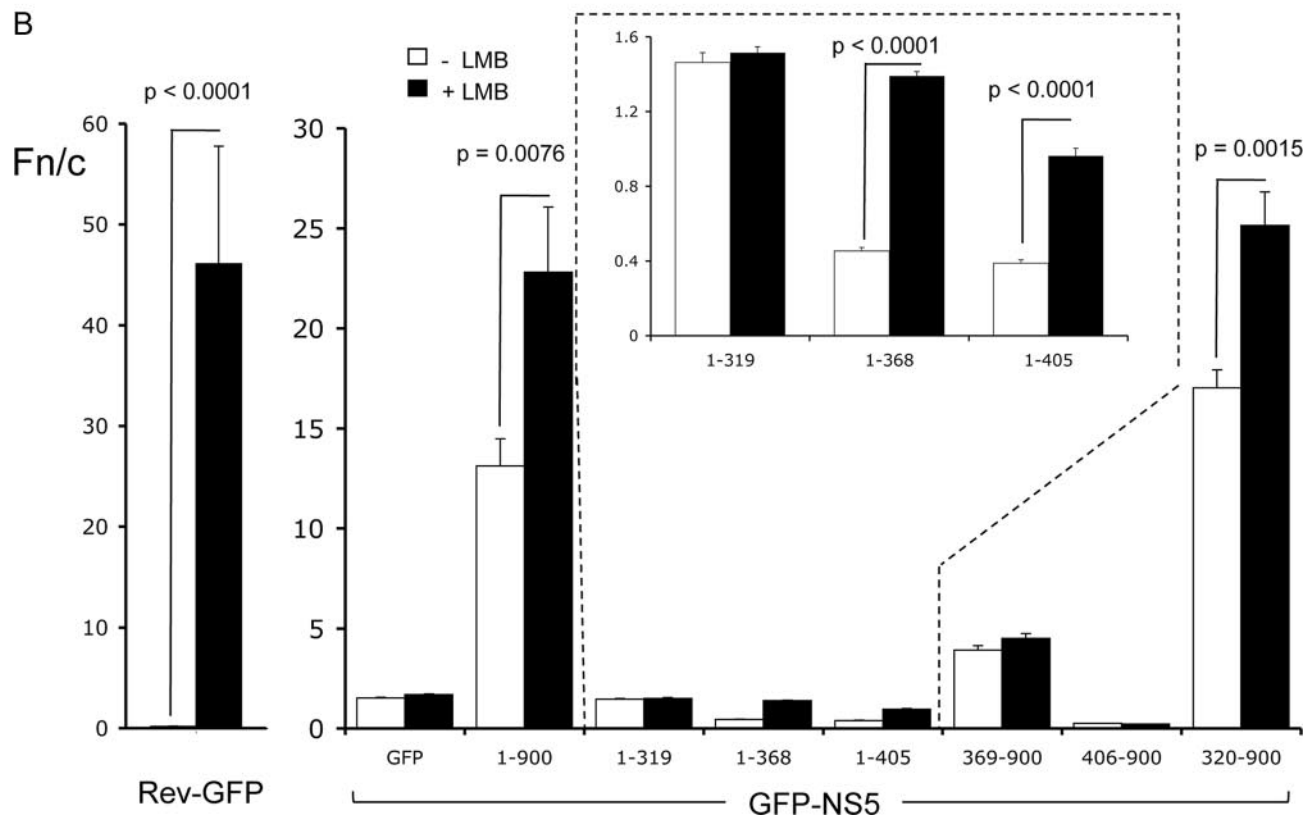 B
- LMB
+ LMB
Fn/c
p < 0.0001
60
50
40
30
20
10
0
Rev-GFP
30
25
20
15
10
5
0
p = 0.0076
1.6
1.2
0.8
0.4
0
p < 0.0001
p < 0.0001
1-319 1-368 1-405
p = 0.0015
GFP 1-900 1-319 1-368 1-405 369-900 406-900 320-900
GFP-NS5